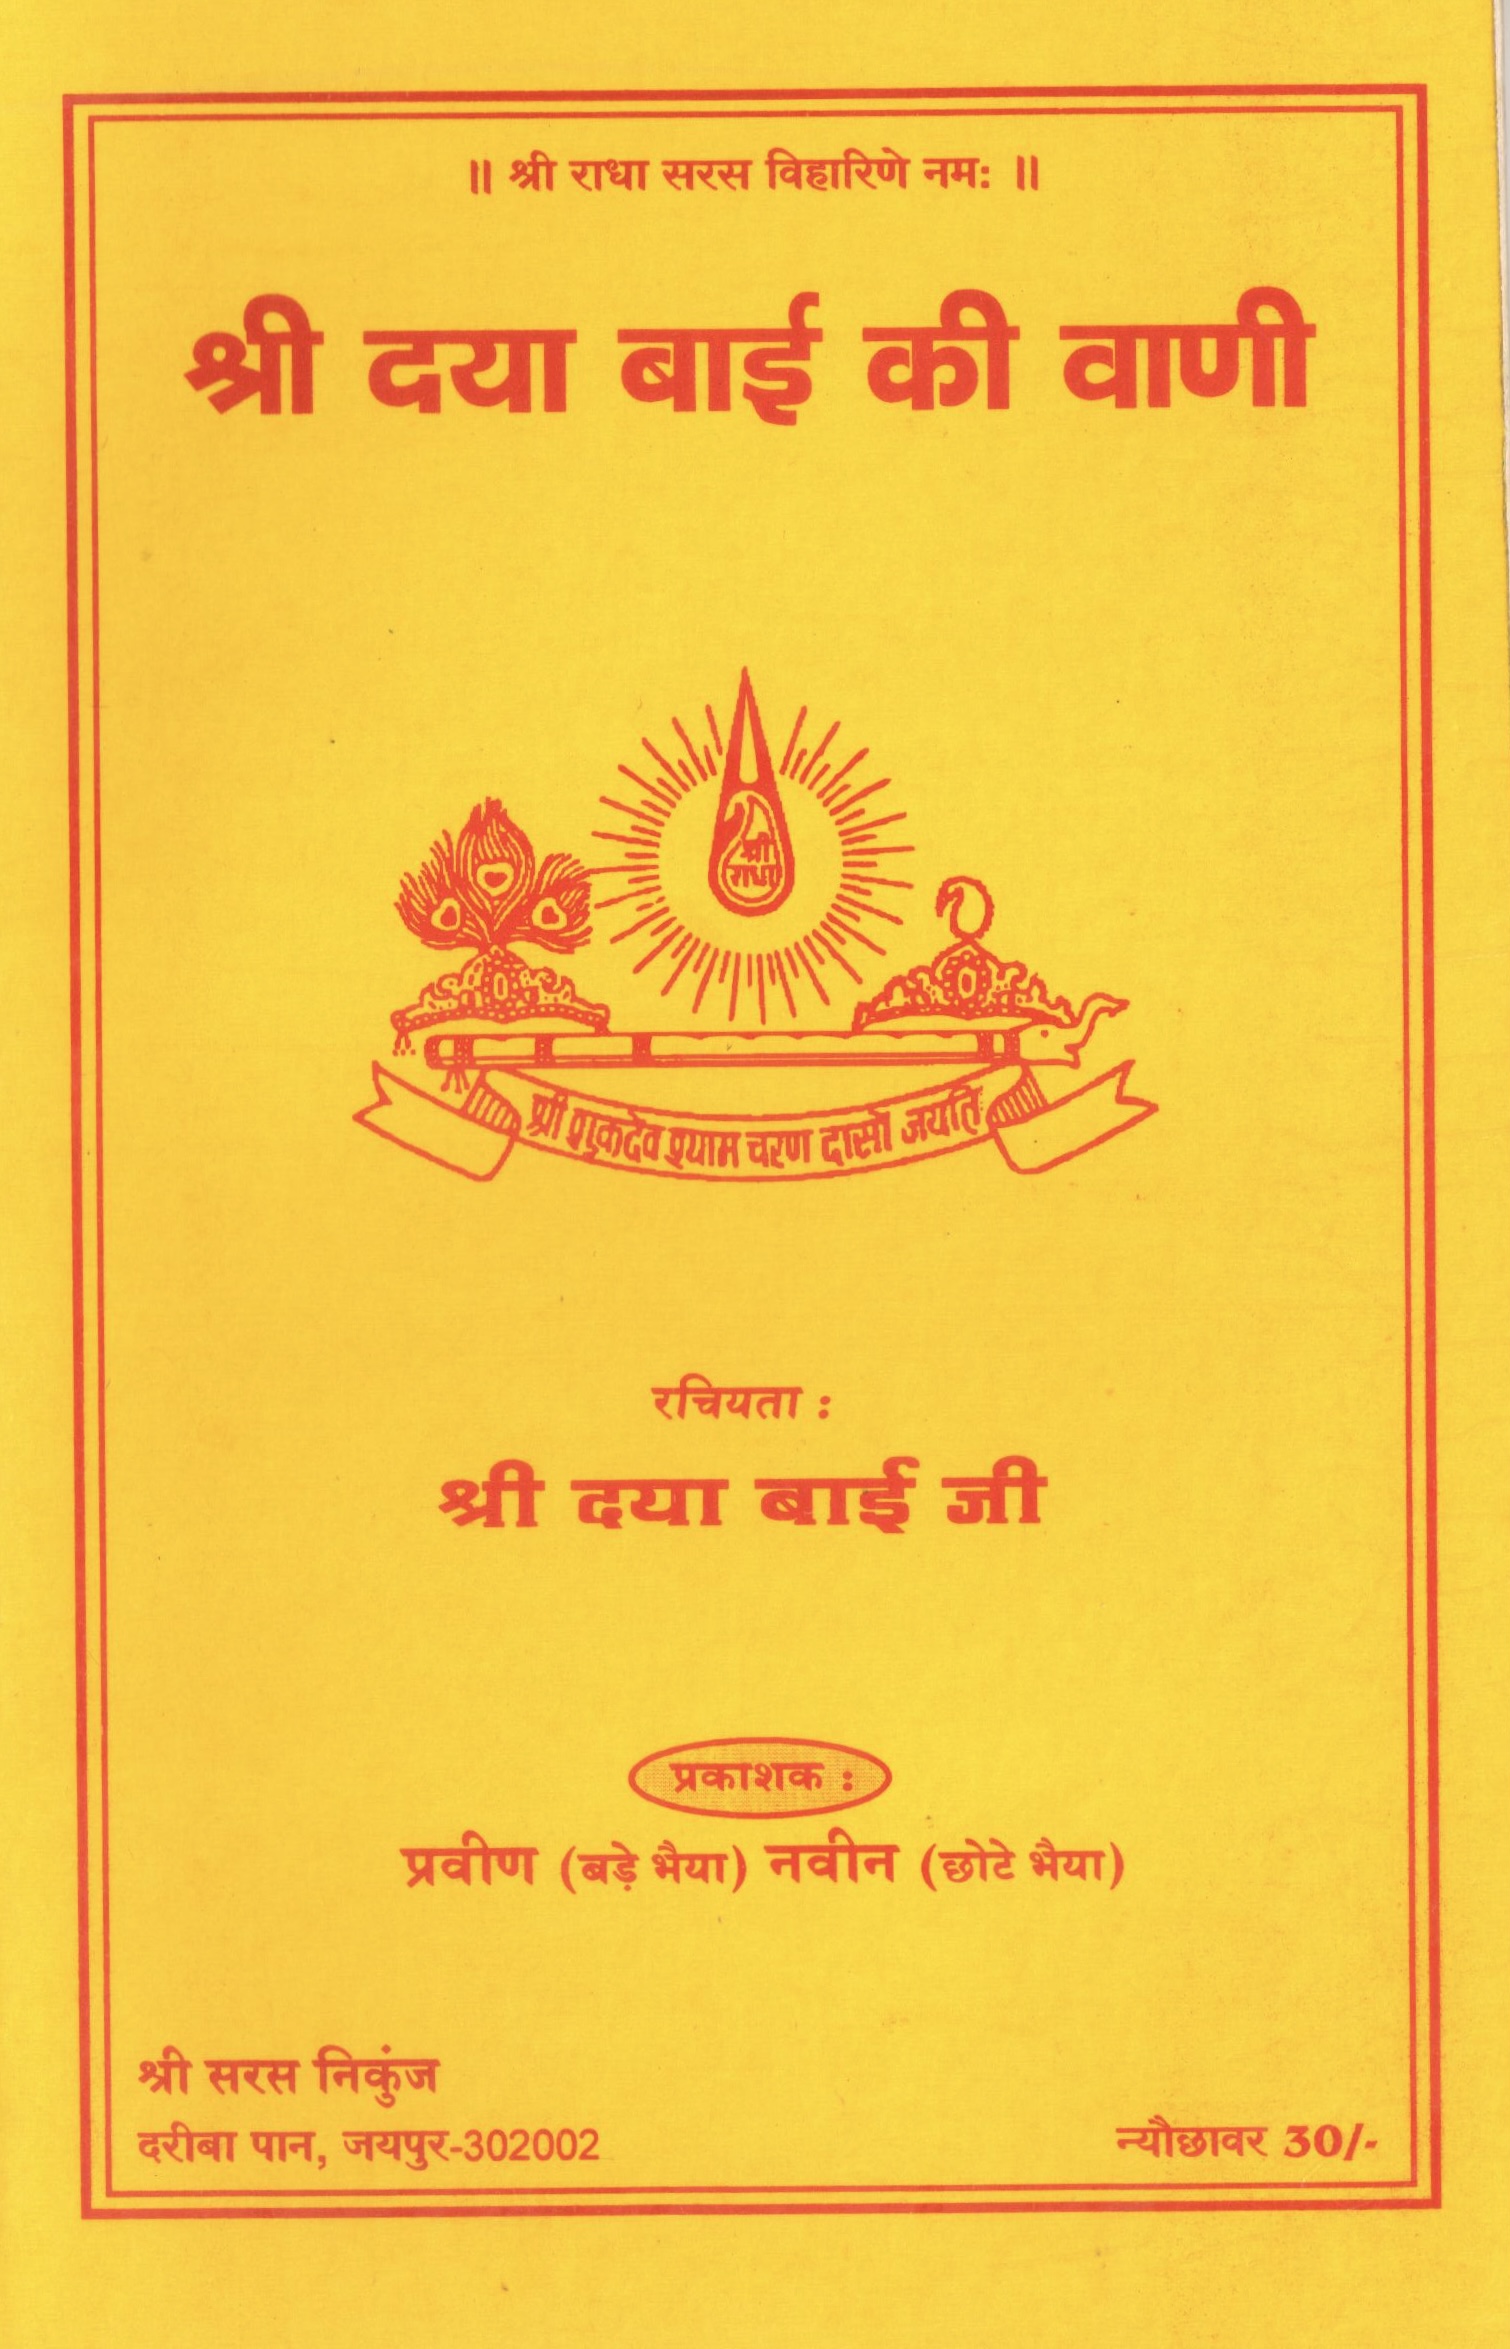 ॥ श्री राधा सरस विहारिणे नमः ॥
श्री दया बाई की वाणी
श्री
राधा
श्री शुकदेव श्याम चरण दासो जयति
रचियता :
श्री दया बाई जी
प्रकाशक :
प्रवीण (बड़े भैया) नवीन (छोटे भैया)
श्री सरस निकुंज
दरीबा पान, जयपुर-302002
न्यौछावर 30/-